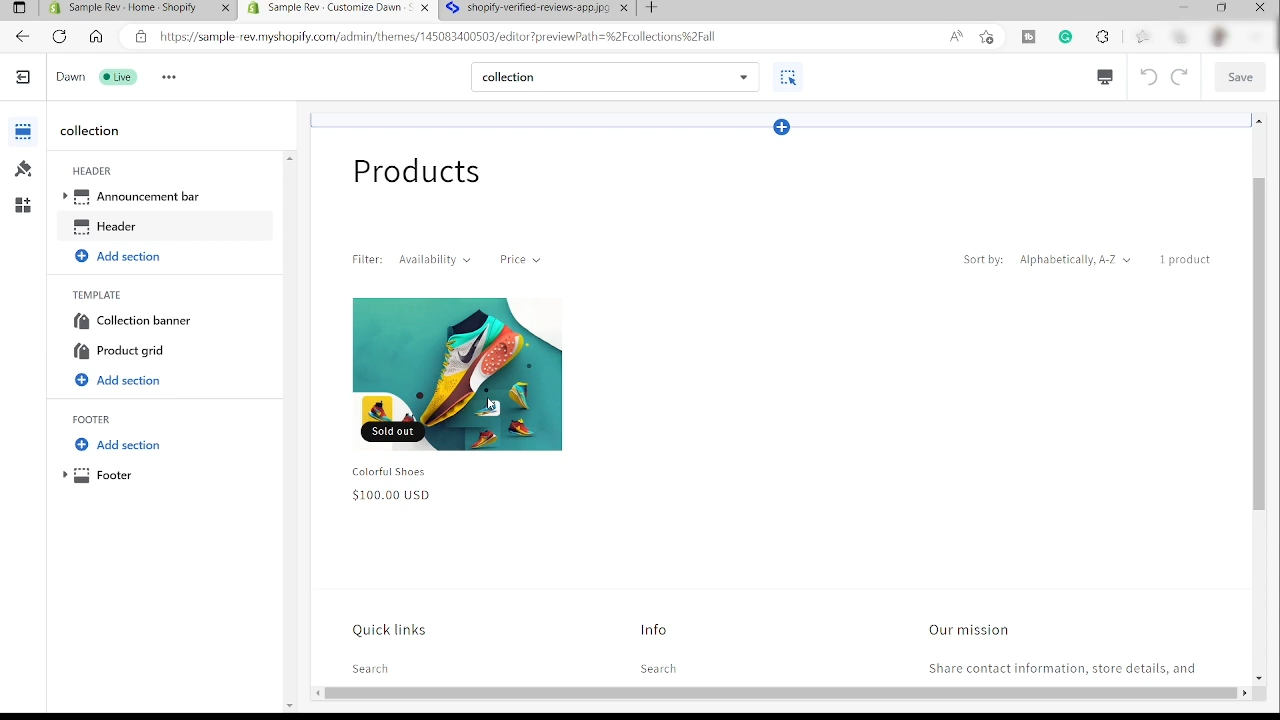 Sample Rev · Home · Shopify
Sample Rev · Customize Dawn · S
shopify-verified-reviews-app.jpg
https://sample-rev.myshopify.com/admin/themes/145083400503/editor?previewPath=%2Fcollections%2Fall
Dawn
Live
collection
Save
collection
HEADER
Announcement bar
Header
Add section
TEMPLATE
Collection banner
Product grid
Add section
FOOTER
Add section
Footer
Products
Filter: Availability Price
Sort by: Alphabetically, A-Z 1 product
Sold out
Colorful Shoes
$100.00 USD
Quick links
Search
Info
Search
Our mission
Share contact information, store details, and